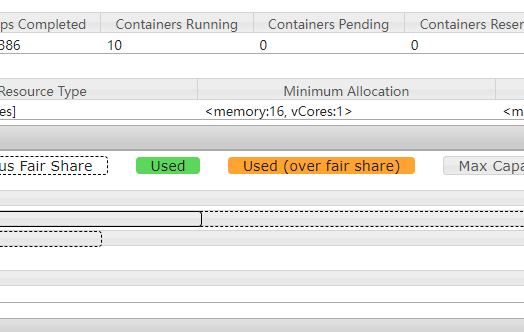 ps Completed Containers Running Containers Pending Containers Reser
386 10 0 0
Resource Type Minimum Allocation
es] <memory:16, vCores:1> <m
us Fair Share Used Used (over fair share) Max Capa